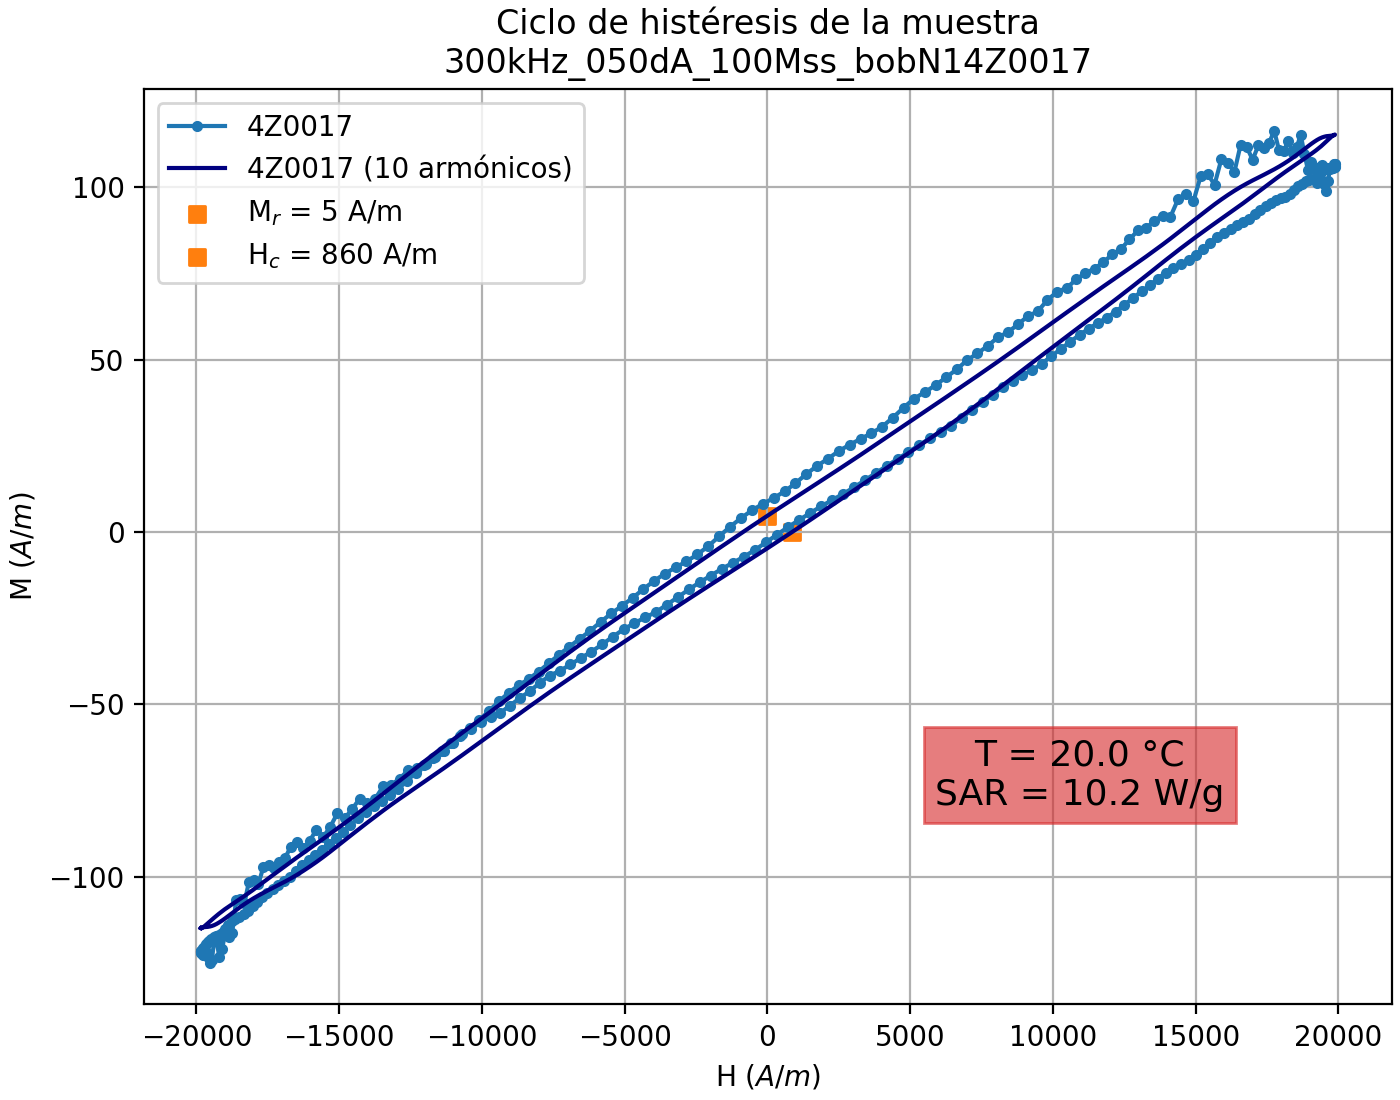 Ciclo de histéresis de la muestra
300kHz_050dA_100Mss_bobN14Z0017
4Z0017
4Z0017 (10 armónicos)
Mr = 5 A/m
Hc = 860 A/m
100
50
0
−50
−100
M (A/m)
T = 20.0 °C
SAR = 10.2 W/g
−20000 −15000 −10000 −5000 0 5000 10000 15000 20000
H (A/m)